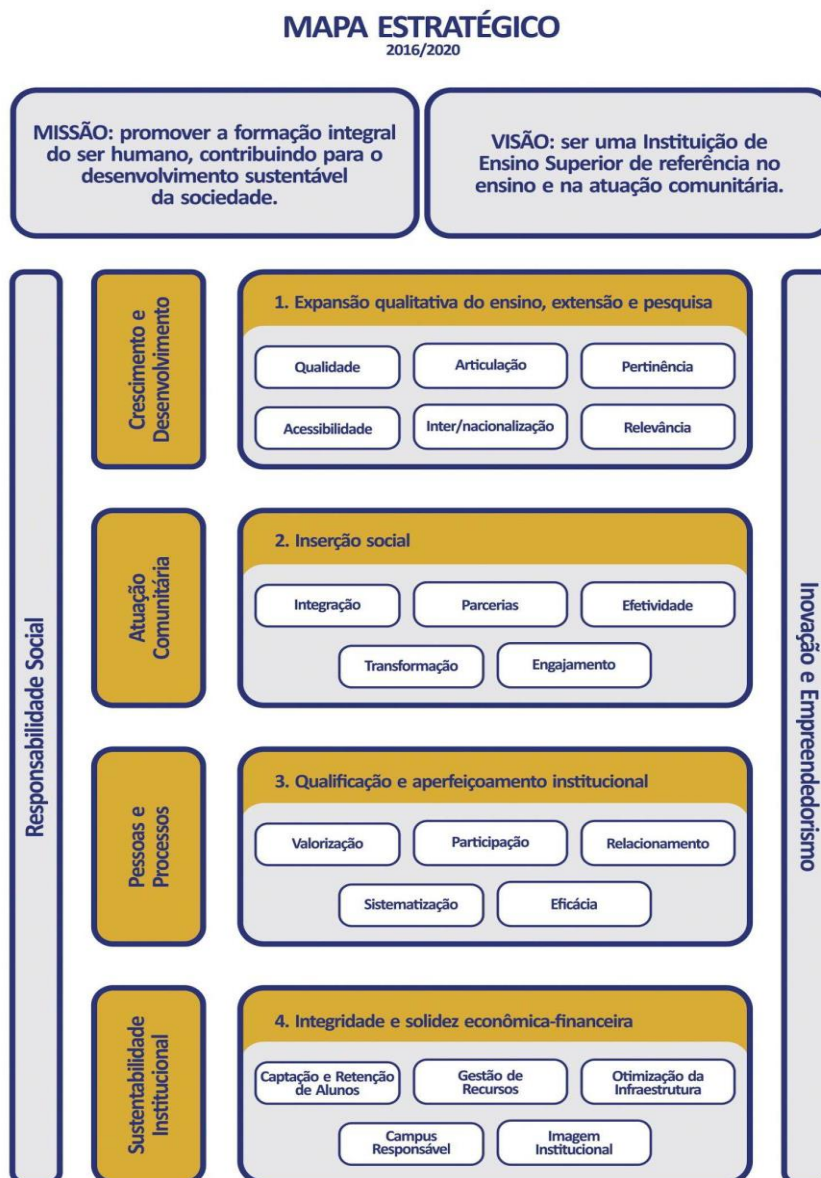 MAPA ESTRATÉGICO
2016/2020
MISSÃO: promover a formação integral
do ser humano, contribuindo para o
desenvolvimento sustentável
da sociedade.
VISÃO: ser uma Instituição de
Ensino Superior de referência no
ensino e na atuação comunitária.
Responsabilidade Social
Crescimento e
Desenvolvimento
1. Expansão qualitativa do ensino, extensão e pesquisa
Qualidade
Articulação
Pertinência
Acessibilidade
Inter/nacionalização
Relevância
Atuação
Comunitária
2. Inserção social
Integração
Parcerias
Efetividade
Transformação
Engajamento
Pessoas e
Processos
3. Qualificação e aperfeiçoamento institucional
Valorização
Participação
Relacionamento
Sistematização
Eficácia
Sustentabilidade
Institucional
4. Integridade e solidez econômica-financeira
Captação e Retenção
de Alunos
Gestão de
Recursos
Otimização da
Infraestrutura
Campus
Responsável
Imagem
Institucional
Inovação e Empreendedorismo